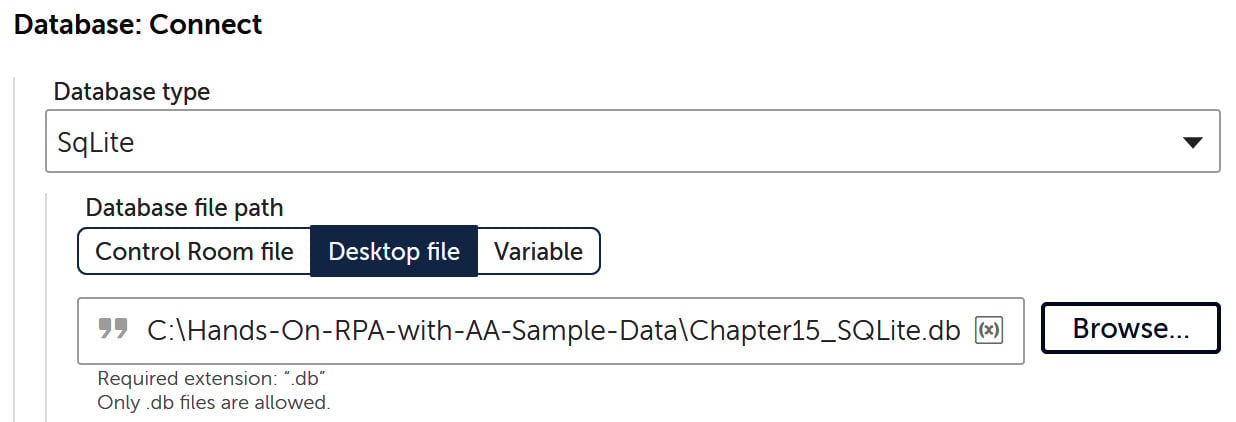 Database: Connect
Database type
SqLite
Database file path
Control Room file Desktop file Variable
C:\Hands-On-RPA-with-AA-Sample-Data\Chapter15_SQLite.db (x) Browse...
Required extension: “.db”
Only .db files are allowed.